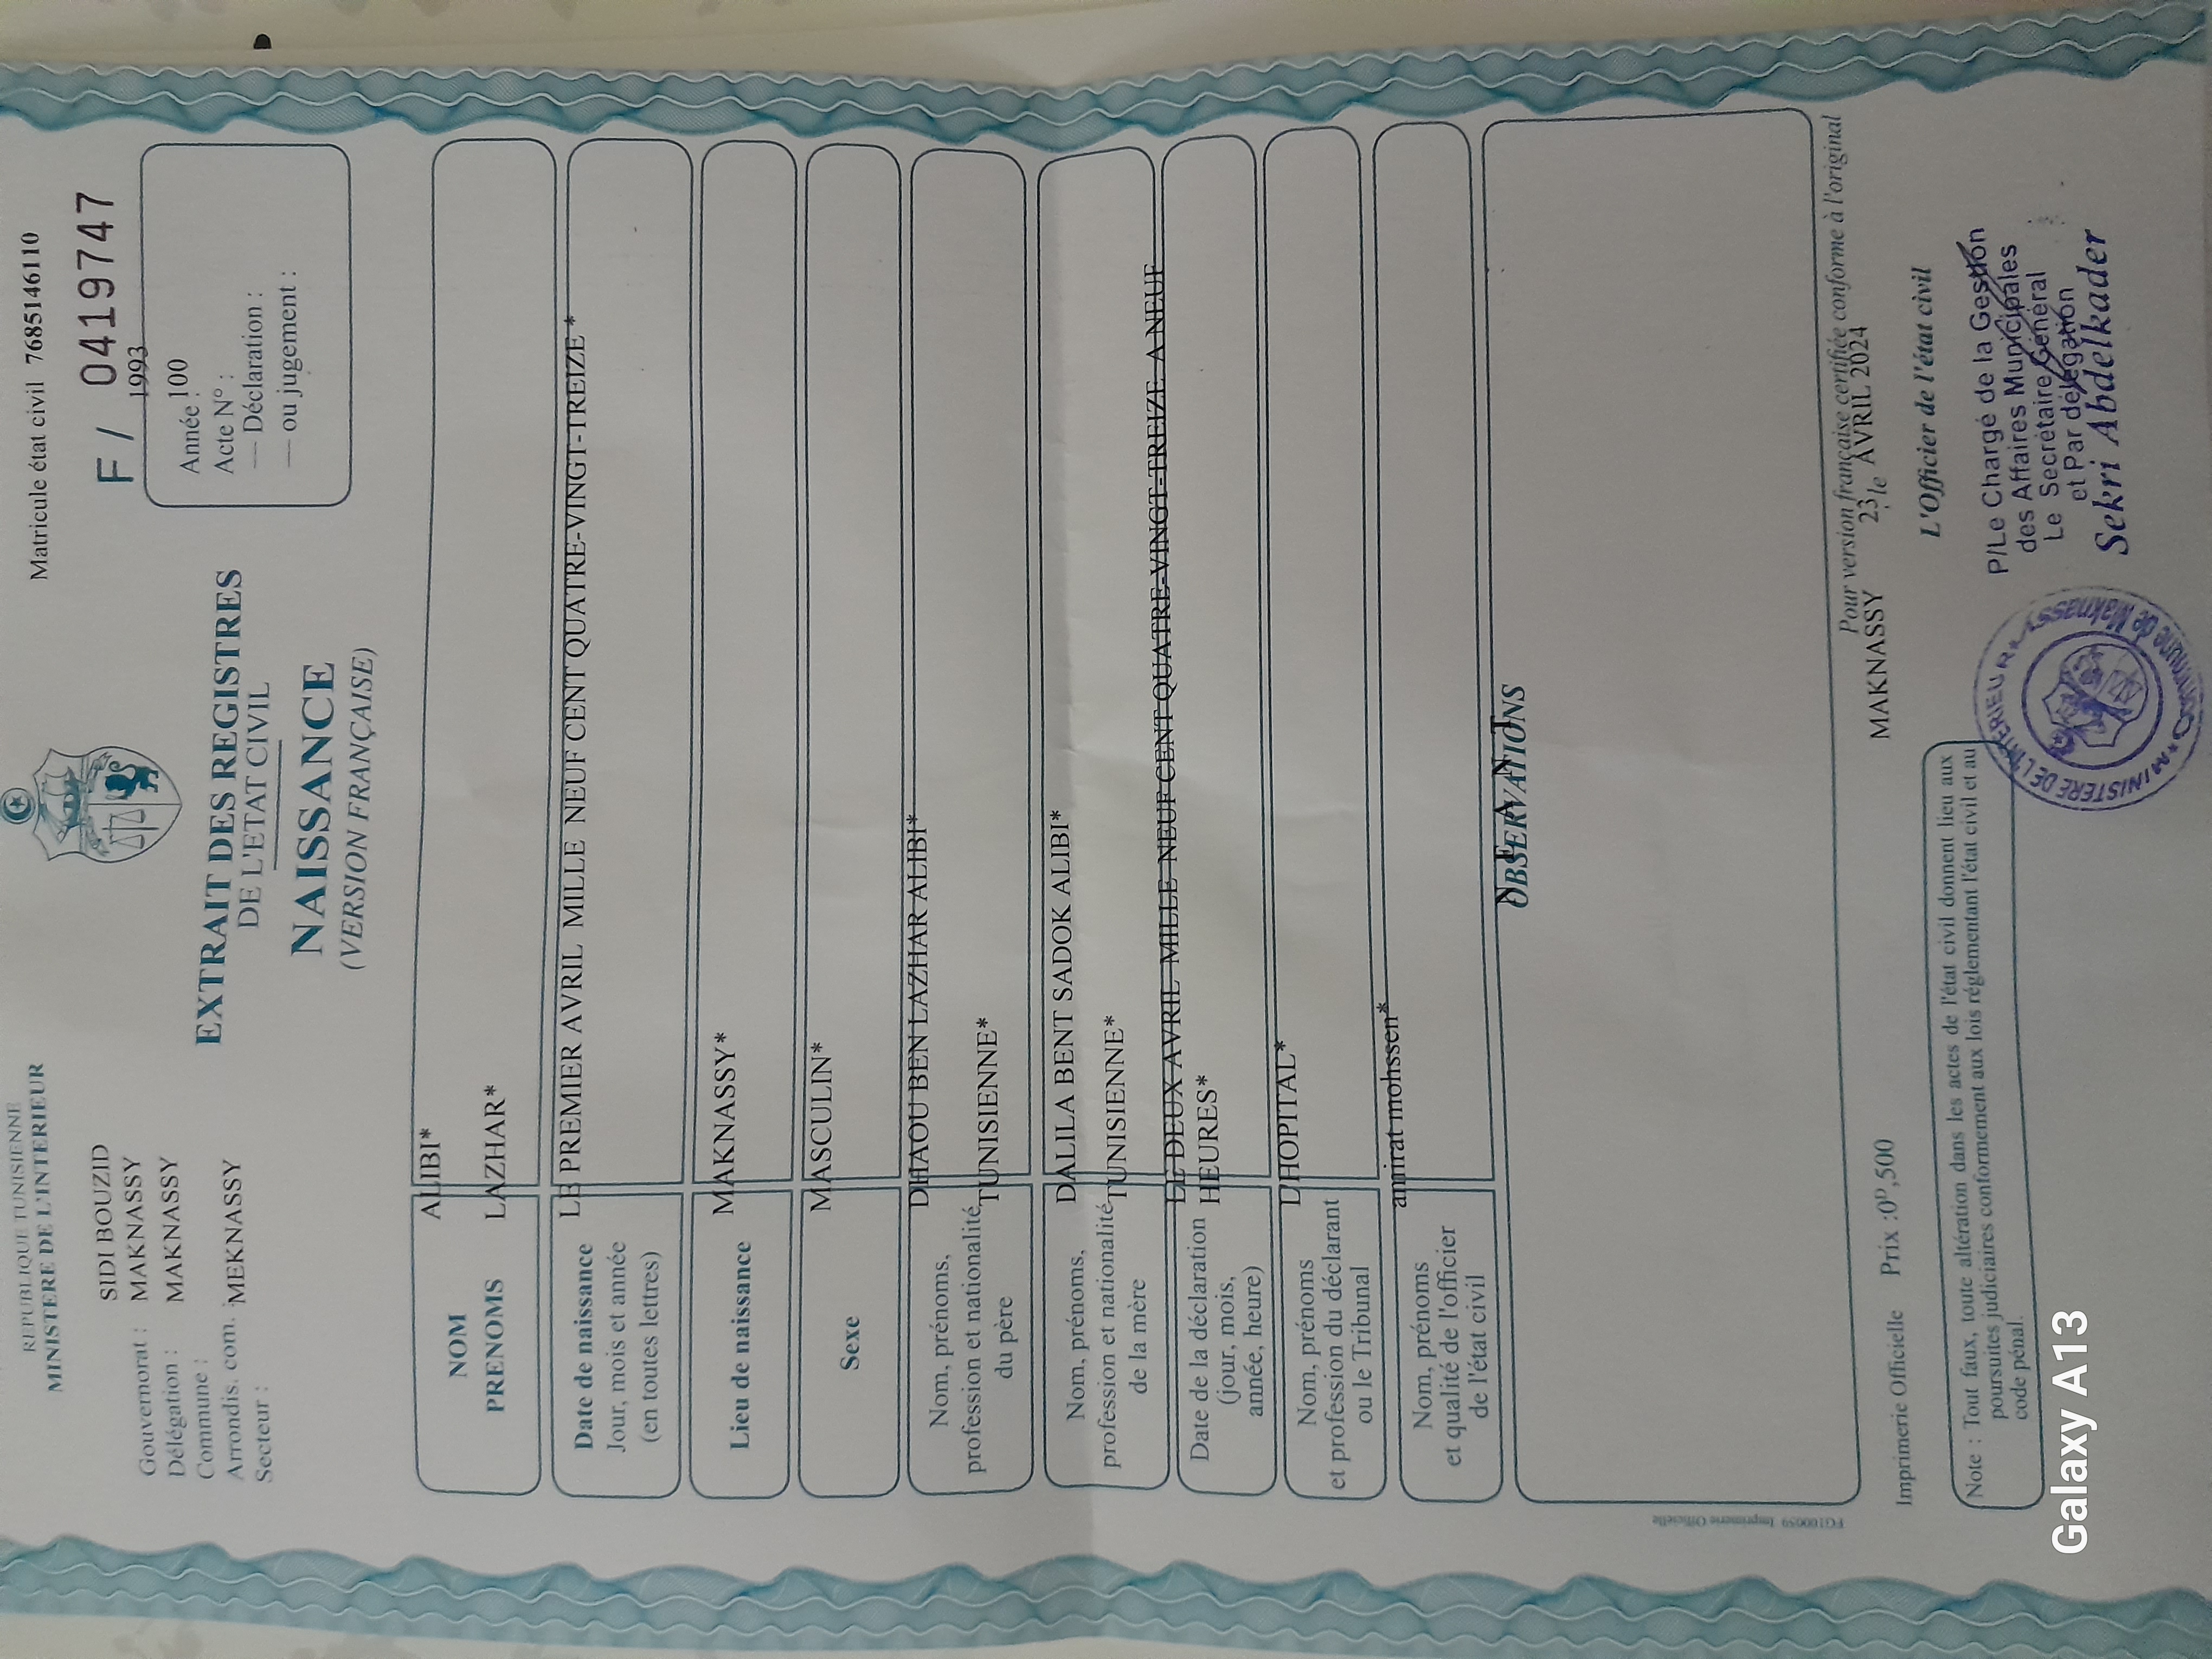 REPUBLIQUE TUNISIENNE
MINISTERE DE L'INTERIEUR
Matricule état civil 7685146110
F / 0419747
SIDI BOUZID
Gouvernorat : MAKNASSY
Délégation : MAKNASSY
Commune :
Arrondis. com. : MEKNASSY
Secteur :
1993
Année : 100
Acte N° :
— Déclaration :
— ou jugement :
EXTRAIT DES REGISTRES
DE L'ETAT CIVIL
NAISSANCE
(VERSION FRANÇAISE)
NOM
ALIBI*
PRENOMS
LAZHAR*
Date de naissance
Jour, mois et année
(en toutes lettres)
LE PREMIER AVRIL MILLE NEUF CENT QUATRE-VINGT-TREIZE *
Lieu de naissance
MAKNASSY*
Sexe
MASCULIN*
Nom, prénoms,
profession et nationalité
du père
DHAOU BEN LAZHAR ALIBI*
TUNISIENNE*
Nom, prénoms,
profession et nationalité
de la mère
DALILA BENT SADOK ALIBI*
TUNISIENNE*
Date de la déclaration
(jour, mois,
année, heure)
LE DEUX AVRIL MILLE NEUF CENT QUATRE-VINGT-TREIZE A NEUF
HEURES*
Nom, prénoms
et profession du déclarant
ou le Tribunal
L'HOPITAL*
Nom, prénoms
et qualité de l'officier
de l'état civil
amirat mohssen*
N E A N T
OBSERVATIONS
FG100059 Imprimerie Officielle
Pour version française certifiée conforme à l'original
MAKNASSY 23 le AVRIL 2024
Imprimerie Officielle Prix :0ᴰ,500
L'Officier de l'état civil
Note : Tout faux, toute altération dans les actes de l'état civil donnent lieu aux
poursuites judiciaires conformement aux lois réglementant l'état civil et au
code pénal.
P/Le Chargé de la Gestion
des Affaires Municipales
Le Secrétaire Général
et Par délégation
Sekri Abdelkader
MINISTERE DE L'INTERIEUR
Commune de Maknassy
Galaxy A13